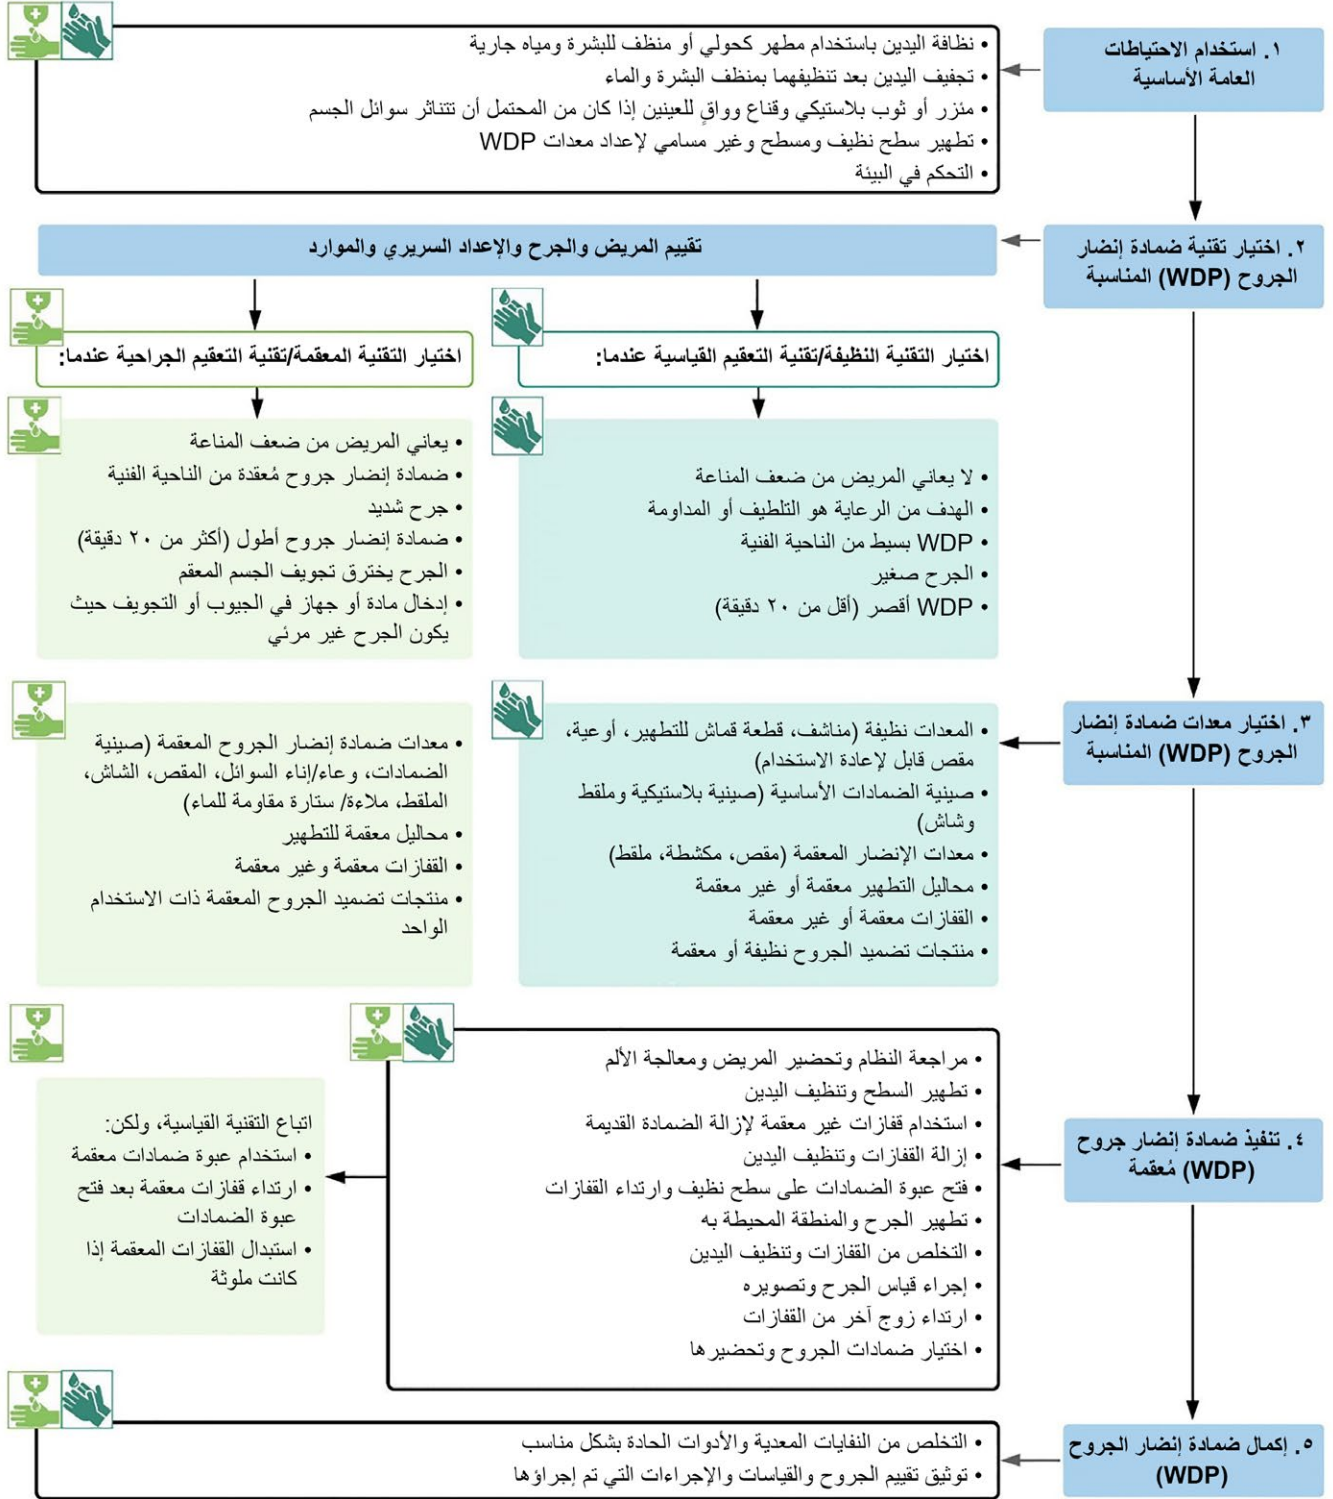 ١. استخدام الاحتياطات
العامة الأساسية
• نظافة اليدين باستخدام مطهر كحولي أو منظف للبشرة ومياه جارية
• تجفيف اليدين بعد تنظيفهما بمنظف البشرة والماء
• مئزر أو ثوب بلاستيكي وقناع وواقٍ للعينين إذا كان من المحتمل أن تتناثر سوائل الجسم
• تطهير سطح نظيف ومسطح وغير مسامي لإعداد معدات WDP
• التحكم في البيئة
٢. اختيار تقنية ضمادة إنضار
الجروح (WDP) المناسبة
تقييم المريض والجرح والإعداد السريري والموارد
اختيار التقنية النظيفة/تقنية التعقيم القياسية عندما:
• لا يعاني المريض من ضعف المناعة
• الهدف من الرعاية هو التلطيف أو المداومة
• WDP بسيط من الناحية الفنية
• الجرح صغير
• WDP أقصر (أقل من ٢٠ دقيقة)
اختيار التقنية المعقمة/تقنية التعقيم الجراحية عندما:
• يعاني المريض من ضعف المناعة
• ضمادة إنضار جروح مُعقدة من الناحية الفنية
• جرح شديد
• ضمادة إنضار جروح أطول (أكثر من ٢٠ دقيقة)
• الجرح يخترق تجويف الجسم المعقم
• إدخال مادة أو جهاز في الجيوب أو التجويف حيث
يكون الجرح غير مرئي
٣. اختيار معدات ضمادة إنضار
الجروح (WDP) المناسبة
• المعدات نظيفة (مناشف، قطعة قماش للتطهير، أوعية،
مقص قابل لإعادة الاستخدام)
• صينية الضمادات الأساسية (صينية بلاستيكية وملقط
وشاش)
• معدات الإنضار المعقمة (مقص، مكشطة، ملقط)
• محاليل التطهير معقمة أو غير معقمة
• القفازات معقمة أو غير معقمة
• منتجات تضميد الجروح نظيفة أو معقمة
• معدات ضمادة إنضار الجروح المعقمة (صينية
الضمادات، وعاء/إناء السوائل، المقص، الشاش،
الملقط، ملاءة/ ستارة مقاومة للماء)
• محاليل معقمة للتطهير
• القفازات معقمة وغير معقمة
• منتجات تضميد الجروح المعقمة ذات الاستخدام
الواحد
٤. تنفيذ ضمادة إنضار جروح
(WDP) مُعقمة
• مراجعة النظام وتحضير المريض ومعالجة الألم
• تطهير السطح وتنظيف اليدين
• استخدام قفازات غير معقمة لإزالة الضمادة القديمة
• إزالة القفازات وتنظيف اليدين
• فتح عبوة الضمادات على سطح نظيف وارتداء القفازات
• تطهير الجرح والمنطقة المحيطة به
• التخلص من القفازات وتنظيف اليدين
• إجراء قياس الجرح وتصويره
• ارتداء زوج آخر من القفازات
• اختيار ضمادات الجروح وتحضيرها
اتباع التقنية القياسية، ولكن:
• استخدام عبوة ضمادات معقمة
• ارتداء قفازات معقمة بعد فتح
عبوة الضمادات
• استبدال القفازات المعقمة إذا
كانت ملوثة
٥. إكمال ضمادة إنضار الجروح
(WDP)
• التخلص من النفايات المعدية والأدوات الحادة بشكل مناسب
• توثيق تقييم الجروح والقياسات والإجراءات التي تم إجراؤها